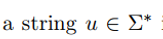 a string u ∈ Σ*